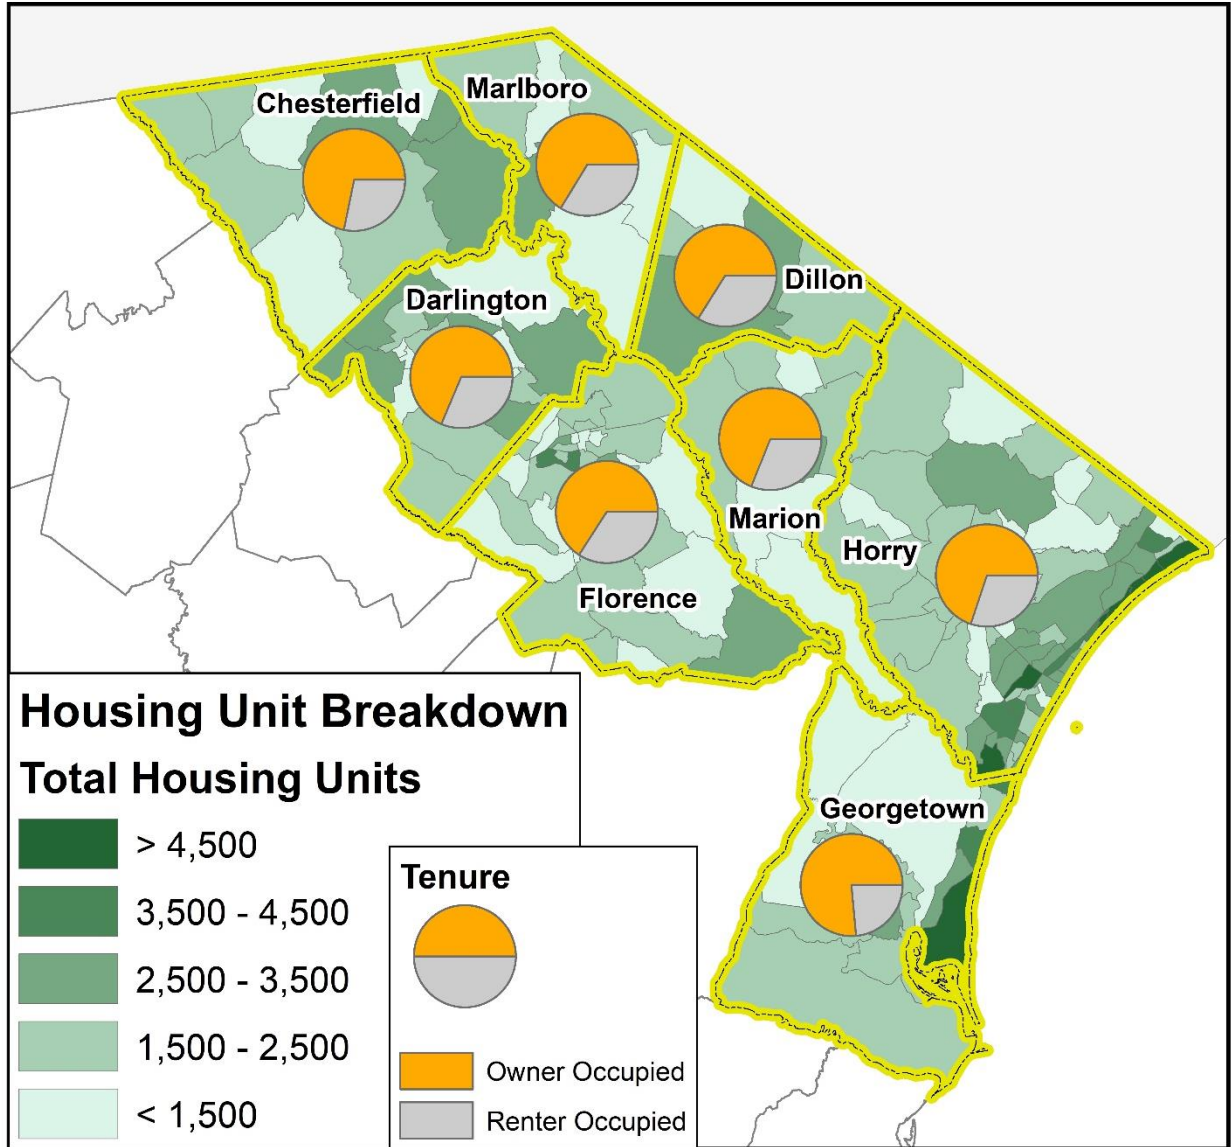 Chesterfield
Marlboro
Dillon
Darlington
Marion
Horry
Florence
Georgetown
Housing Unit Breakdown
Total Housing Units
> 4,500
3,500 - 4,500
2,500 - 3,500
1,500 - 2,500
< 1,500
Tenure
Owner Occupied
Renter Occupied